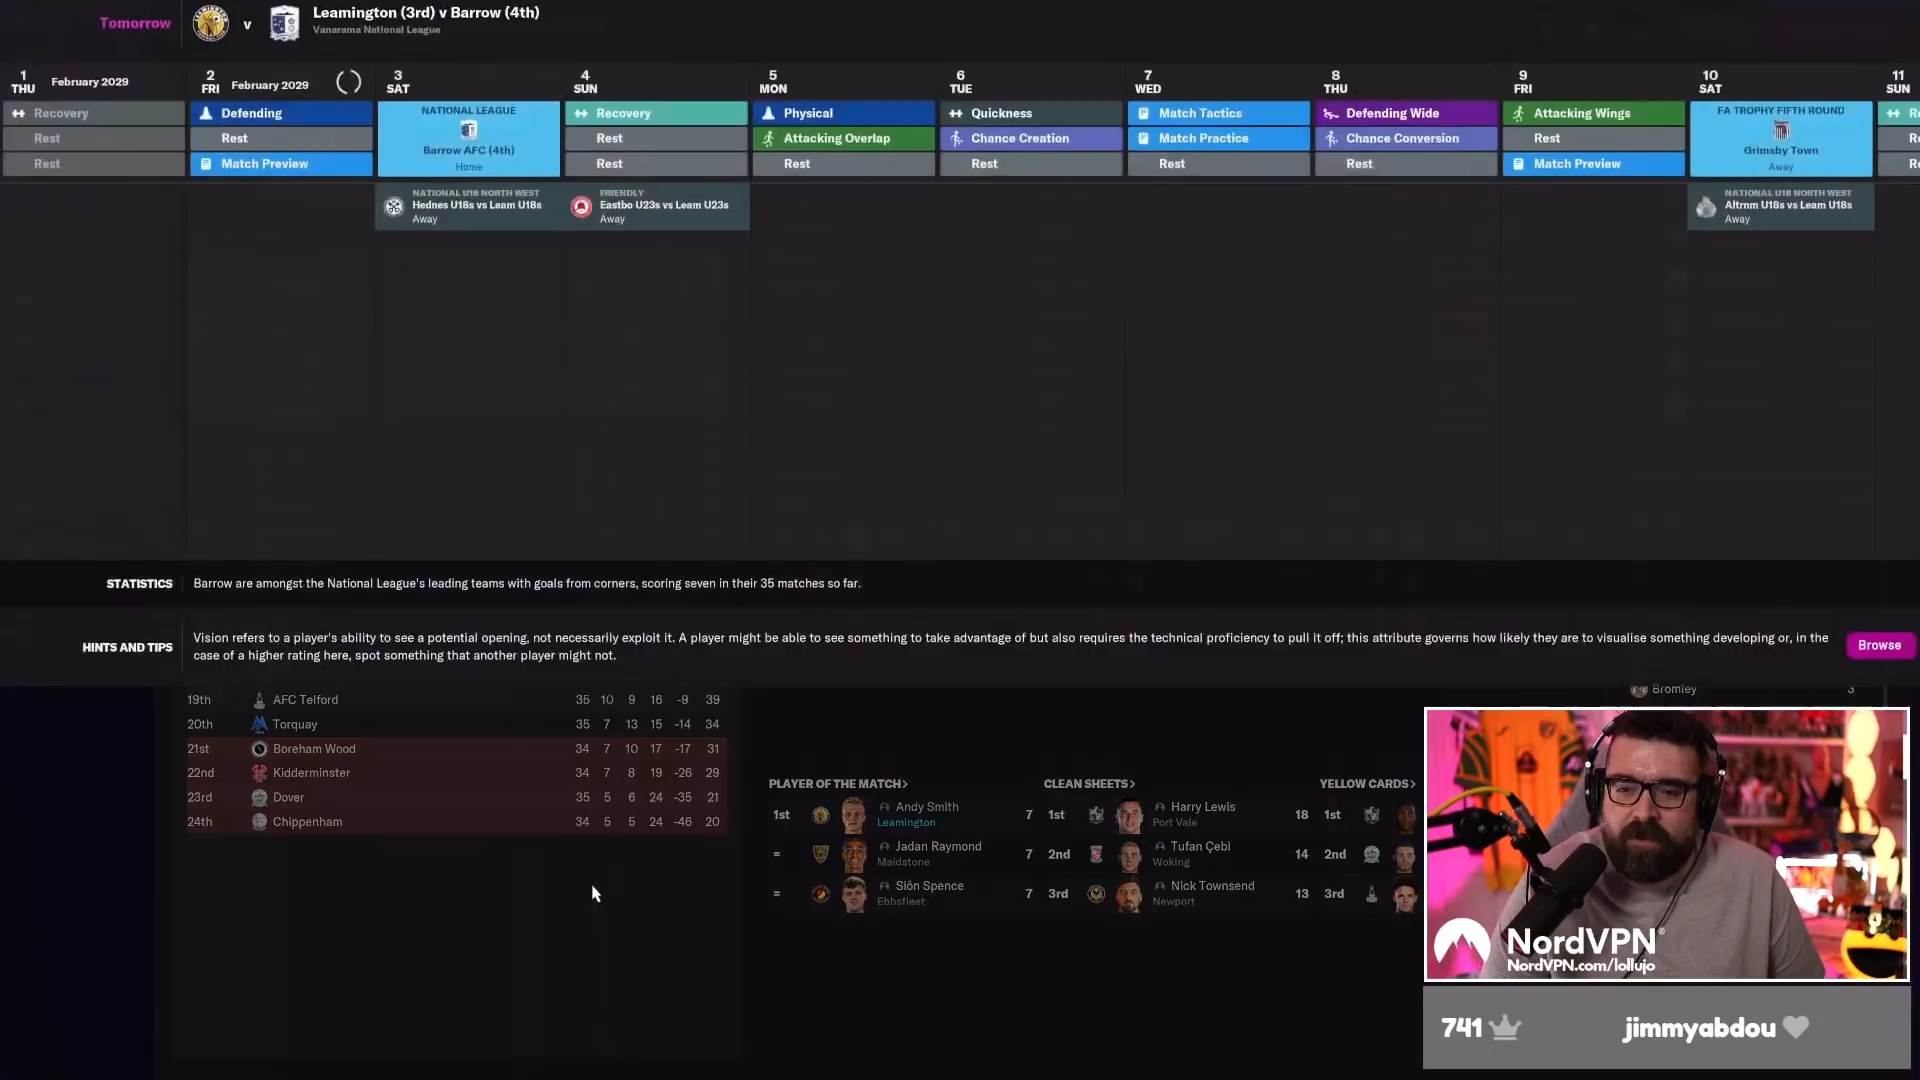 Tomorrow
v
Leamington (3rd) v Barrow (4th)
Vanarama National League
1 THU February 2029
2 FRI February 2029
3 SAT
4 SUN
5 MON
6 TUE
7 WED
8 THU
9 FRI
10 SAT
11 SUN
Recovery
Rest
Rest
Defending
Rest
Match Preview
NATIONAL LEAGUE
Barrow AFC (4th)
Home
Recovery
Rest
Rest
Physical
Attacking Overlap
Rest
Quickness
Chance Creation
Rest
Match Tactics
Match Practice
Rest
Defending Wide
Chance Conversion
Rest
Attacking Wings
Rest
Match Preview
FA TROPHY FIFTH ROUND
Grimsby Town
Away
NATIONAL U18 NORTH WEST
Hednes U18s vs Leam U18s
Away
FRIENDLY
Eastbo U23s vs Leam U23s
Away
NATIONAL U18 NORTH WEST
Altrnm U18s vs Leam U18s
Away
STATISTICS
Barrow are amongst the National League's leading teams with goals from corners, scoring seven in their 35 matches so far.
HINTS AND TIPS
Vision refers to a player's ability to see a potential opening, not necessarily exploit it. A player might be able to see something to take advantage of but also requires the technical proficiency to pull it off; this attribute governs how likely they are to visualise something developing or, in the
case of a higher rating here, spot something that another player might not.
Browse
19th AFC Telford 35 10 9 16 -9 39
20th Torquay 35 7 13 15 -14 34
21st Boreham Wood 34 7 10 17 -17 31
22nd Kidderminster 34 7 8 19 -26 29
23rd Dover 35 5 6 24 -35 21
24th Chippenham 34 5 5 24 -46 20
Bromley 3
PLAYER OF THE MATCH>
1st Andy Smith 7
Leamington
= Jadan Raymond 7
Maidstone
= Siôn Spence 7
Ebbsfleet
CLEAN SHEETS>
1st Harry Lewis 18
Port Vale
2nd Tufan Çebi 14
Woking
3rd Nick Townsend 13
Newport
YELLOW CARDS>
1st
2nd
3rd
NordVPN®
NordVPN.com/lollujo
741
jimmyabdou